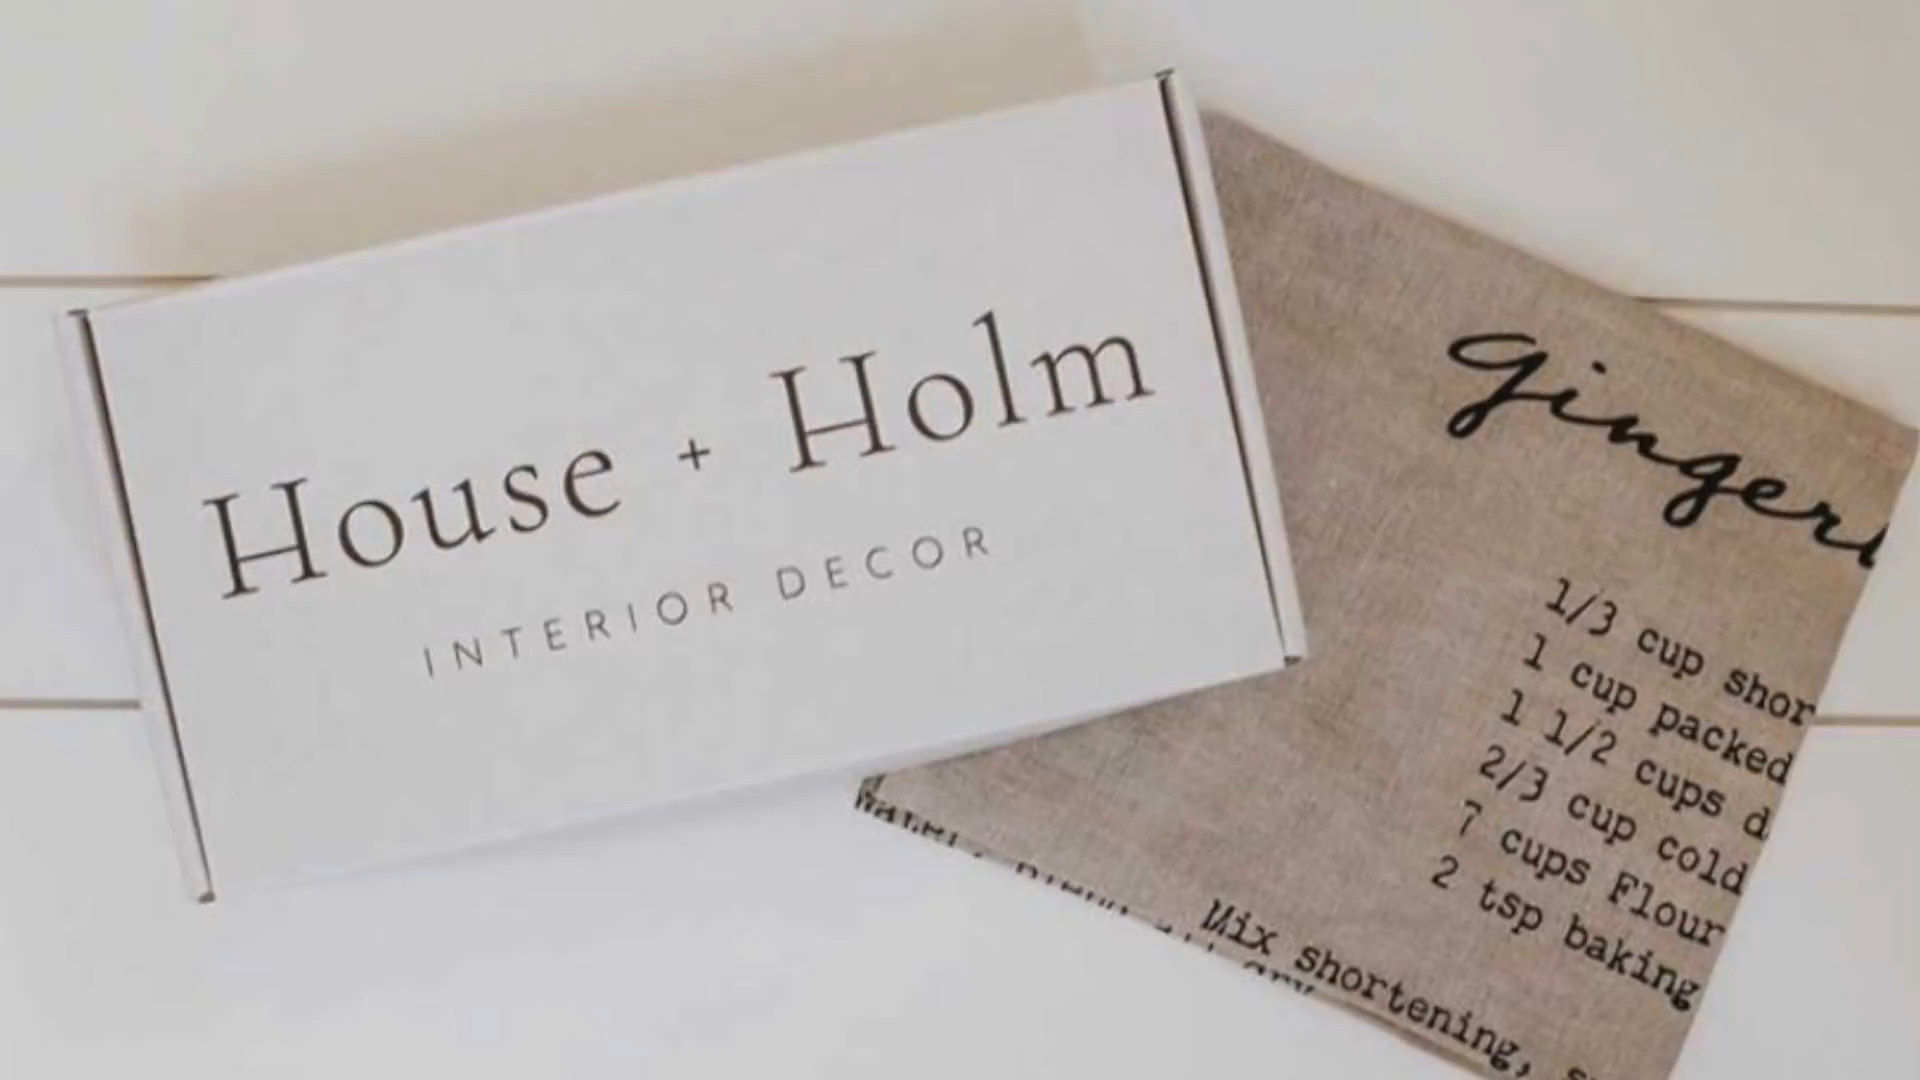 House + Holm
INTERIOR DECOR
Ginger
1/3 cup shor
1 cup packed
1 1/2 cups d
2/3 cup cold
7 cups Flour
2 tsp baking
Mix shortening,